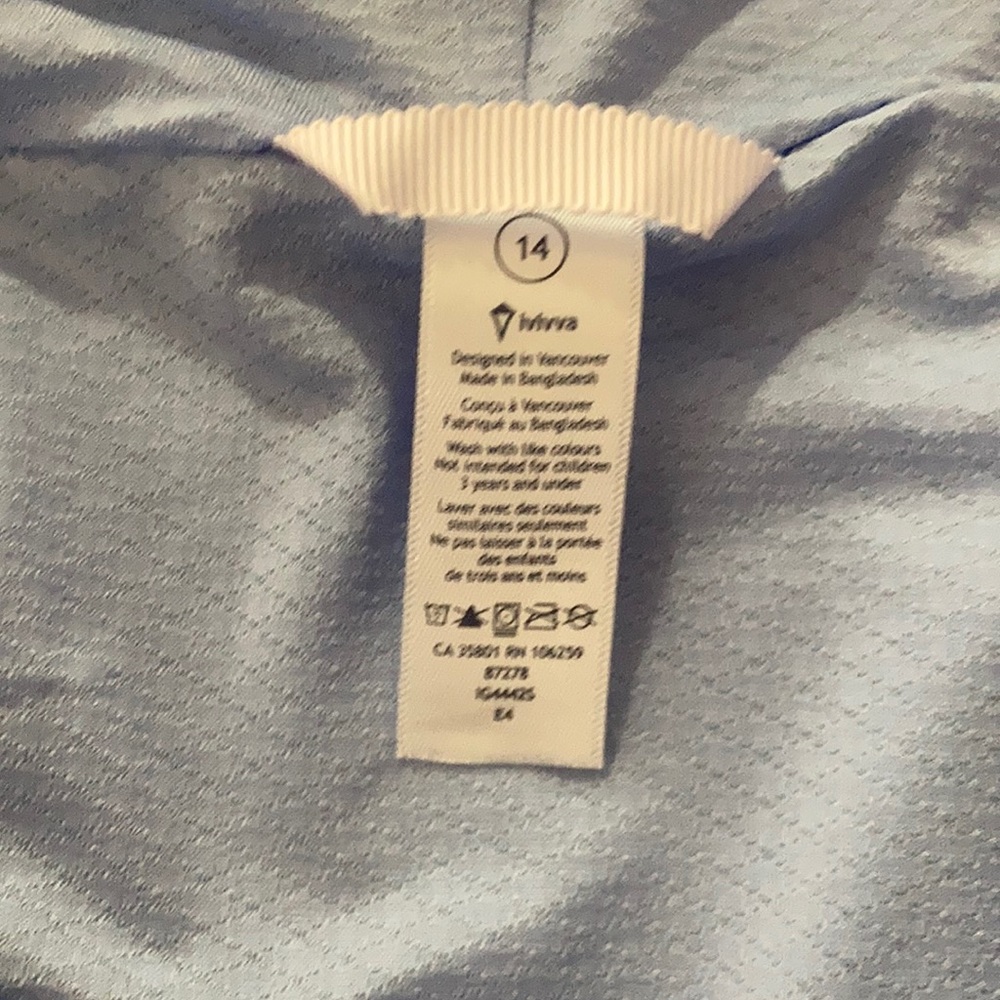 14
ivivva
Designed in Vancouver
Made in Bangladesh
Conçu à Vancouver
Fabriqué au Bangladesh
Wash with like colours
Not intended for children
3 years and under
Laver avec des couleurs
similaires seulement
Ne pas laisser à la portée
des enfants
de trois ans et moins
CA 35801 RN 106259
87278
IG4442S
E4